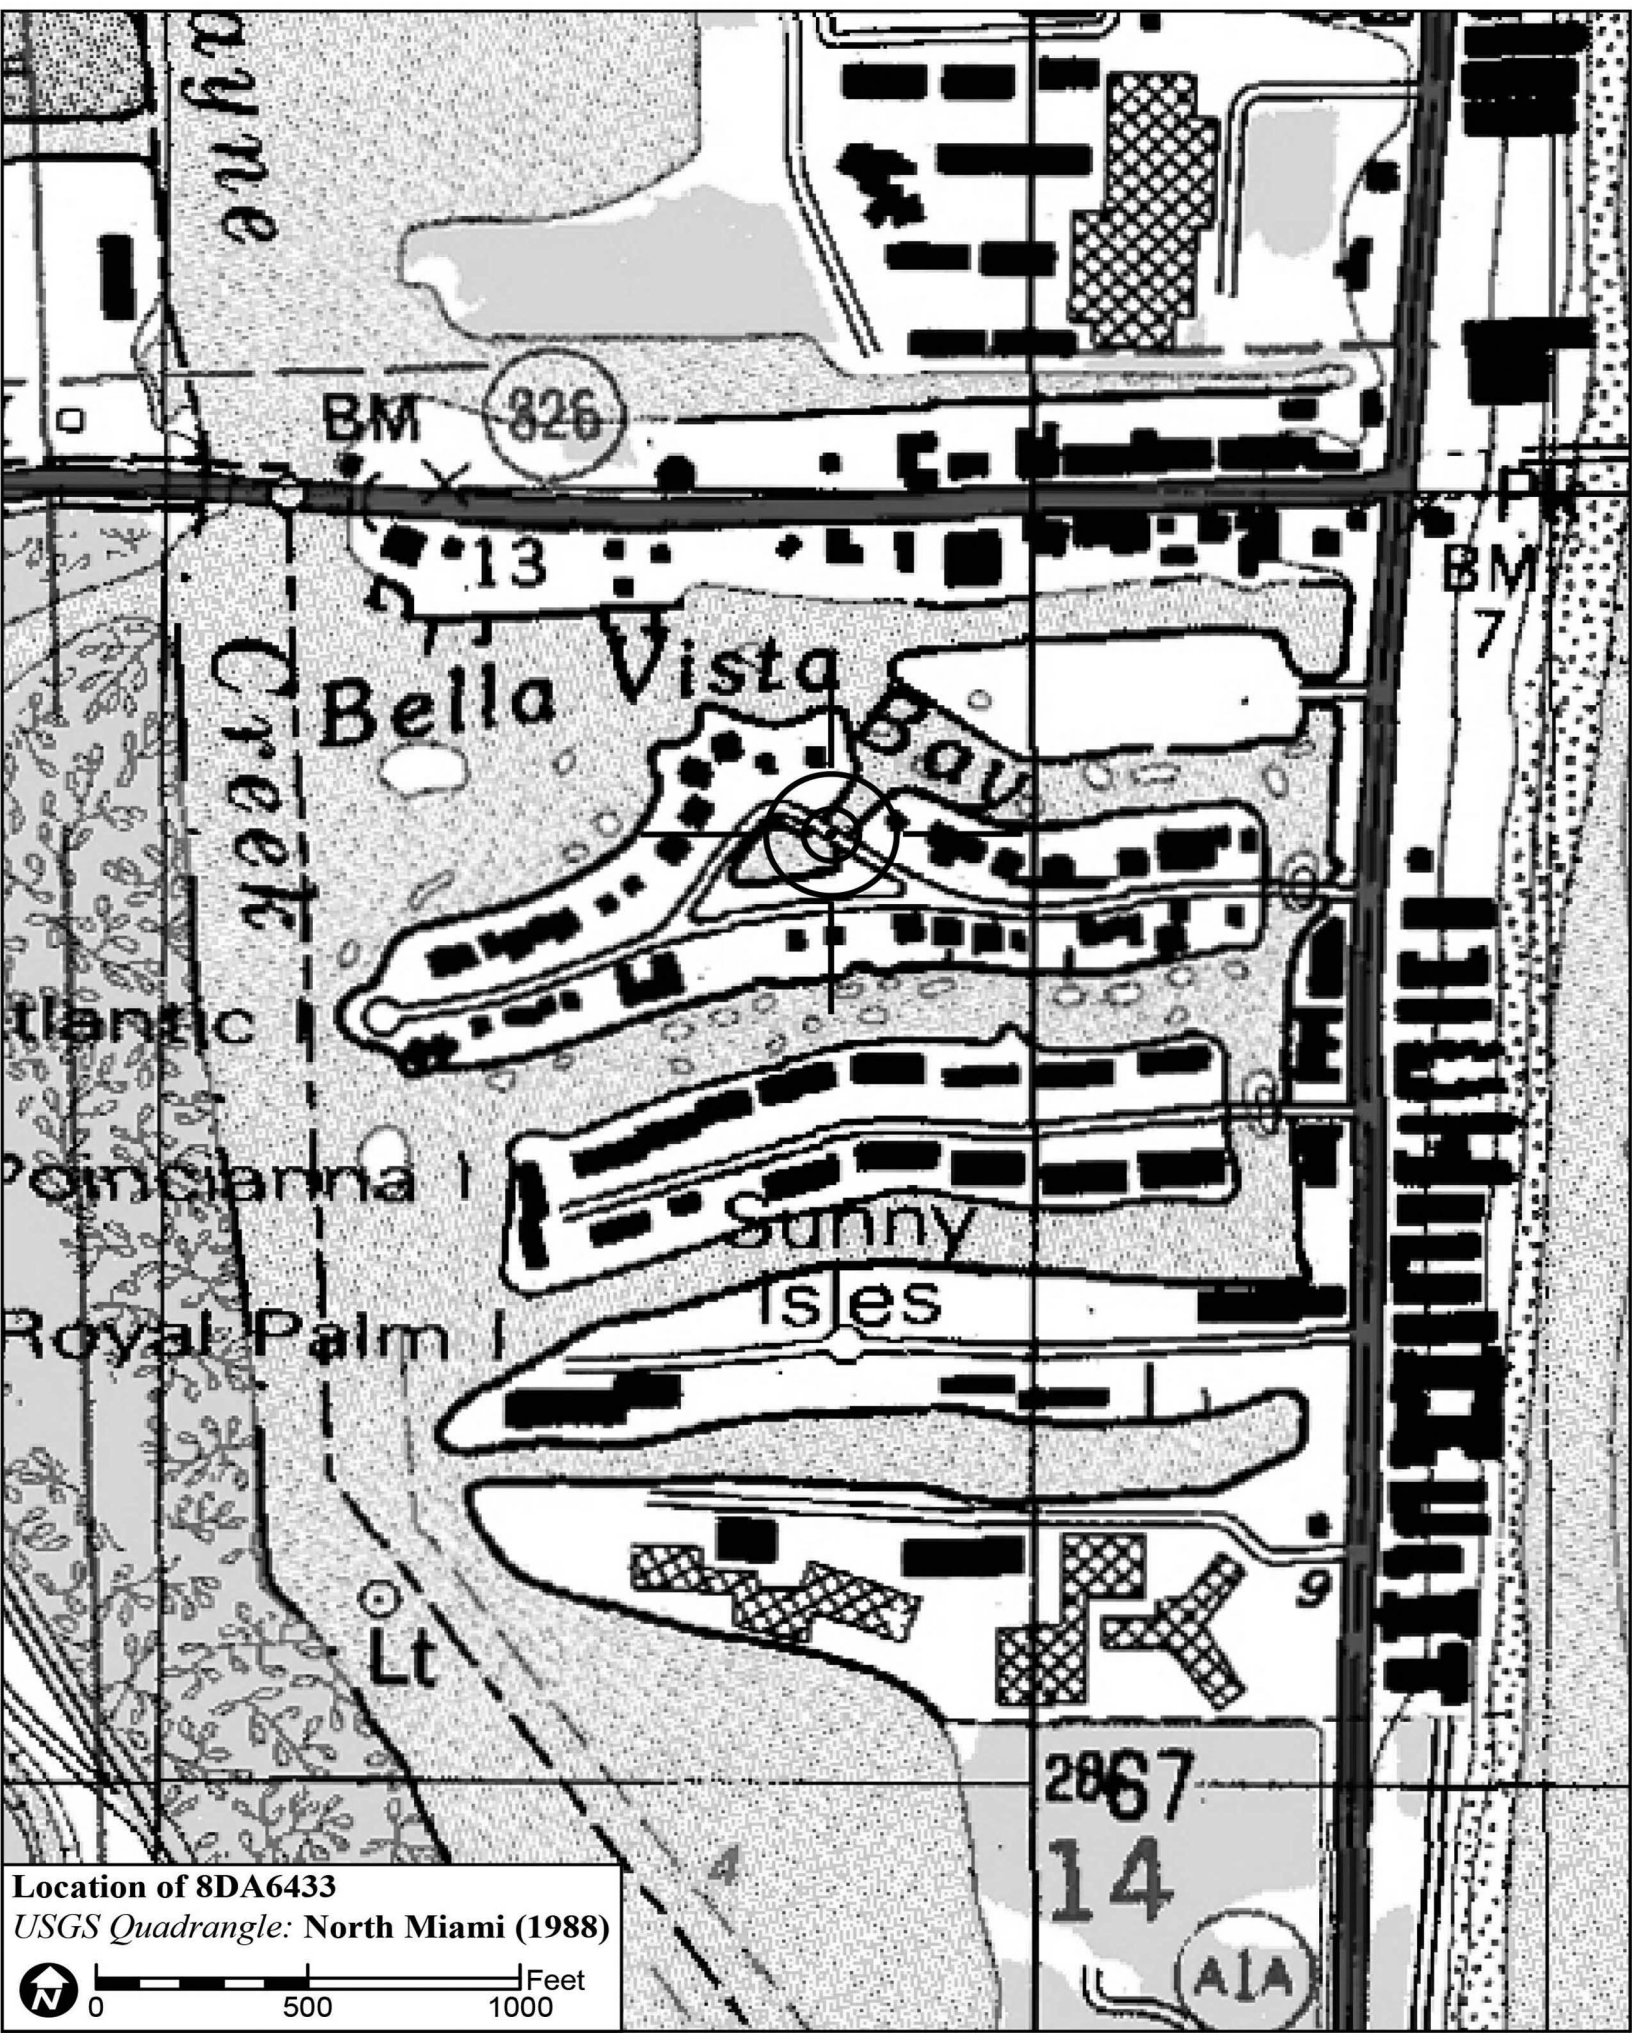 ayne
826
BM
13
BM
7
Creek
Bella Vista
Bay
tlantic I
Poincianna I
Sunny
Isles
Royal Palm I
9
Lt
2867
14
4
A1A
Location of 8DA6433
USGS Quadrangle: North Miami (1988)
N
Feet
0 500 1000